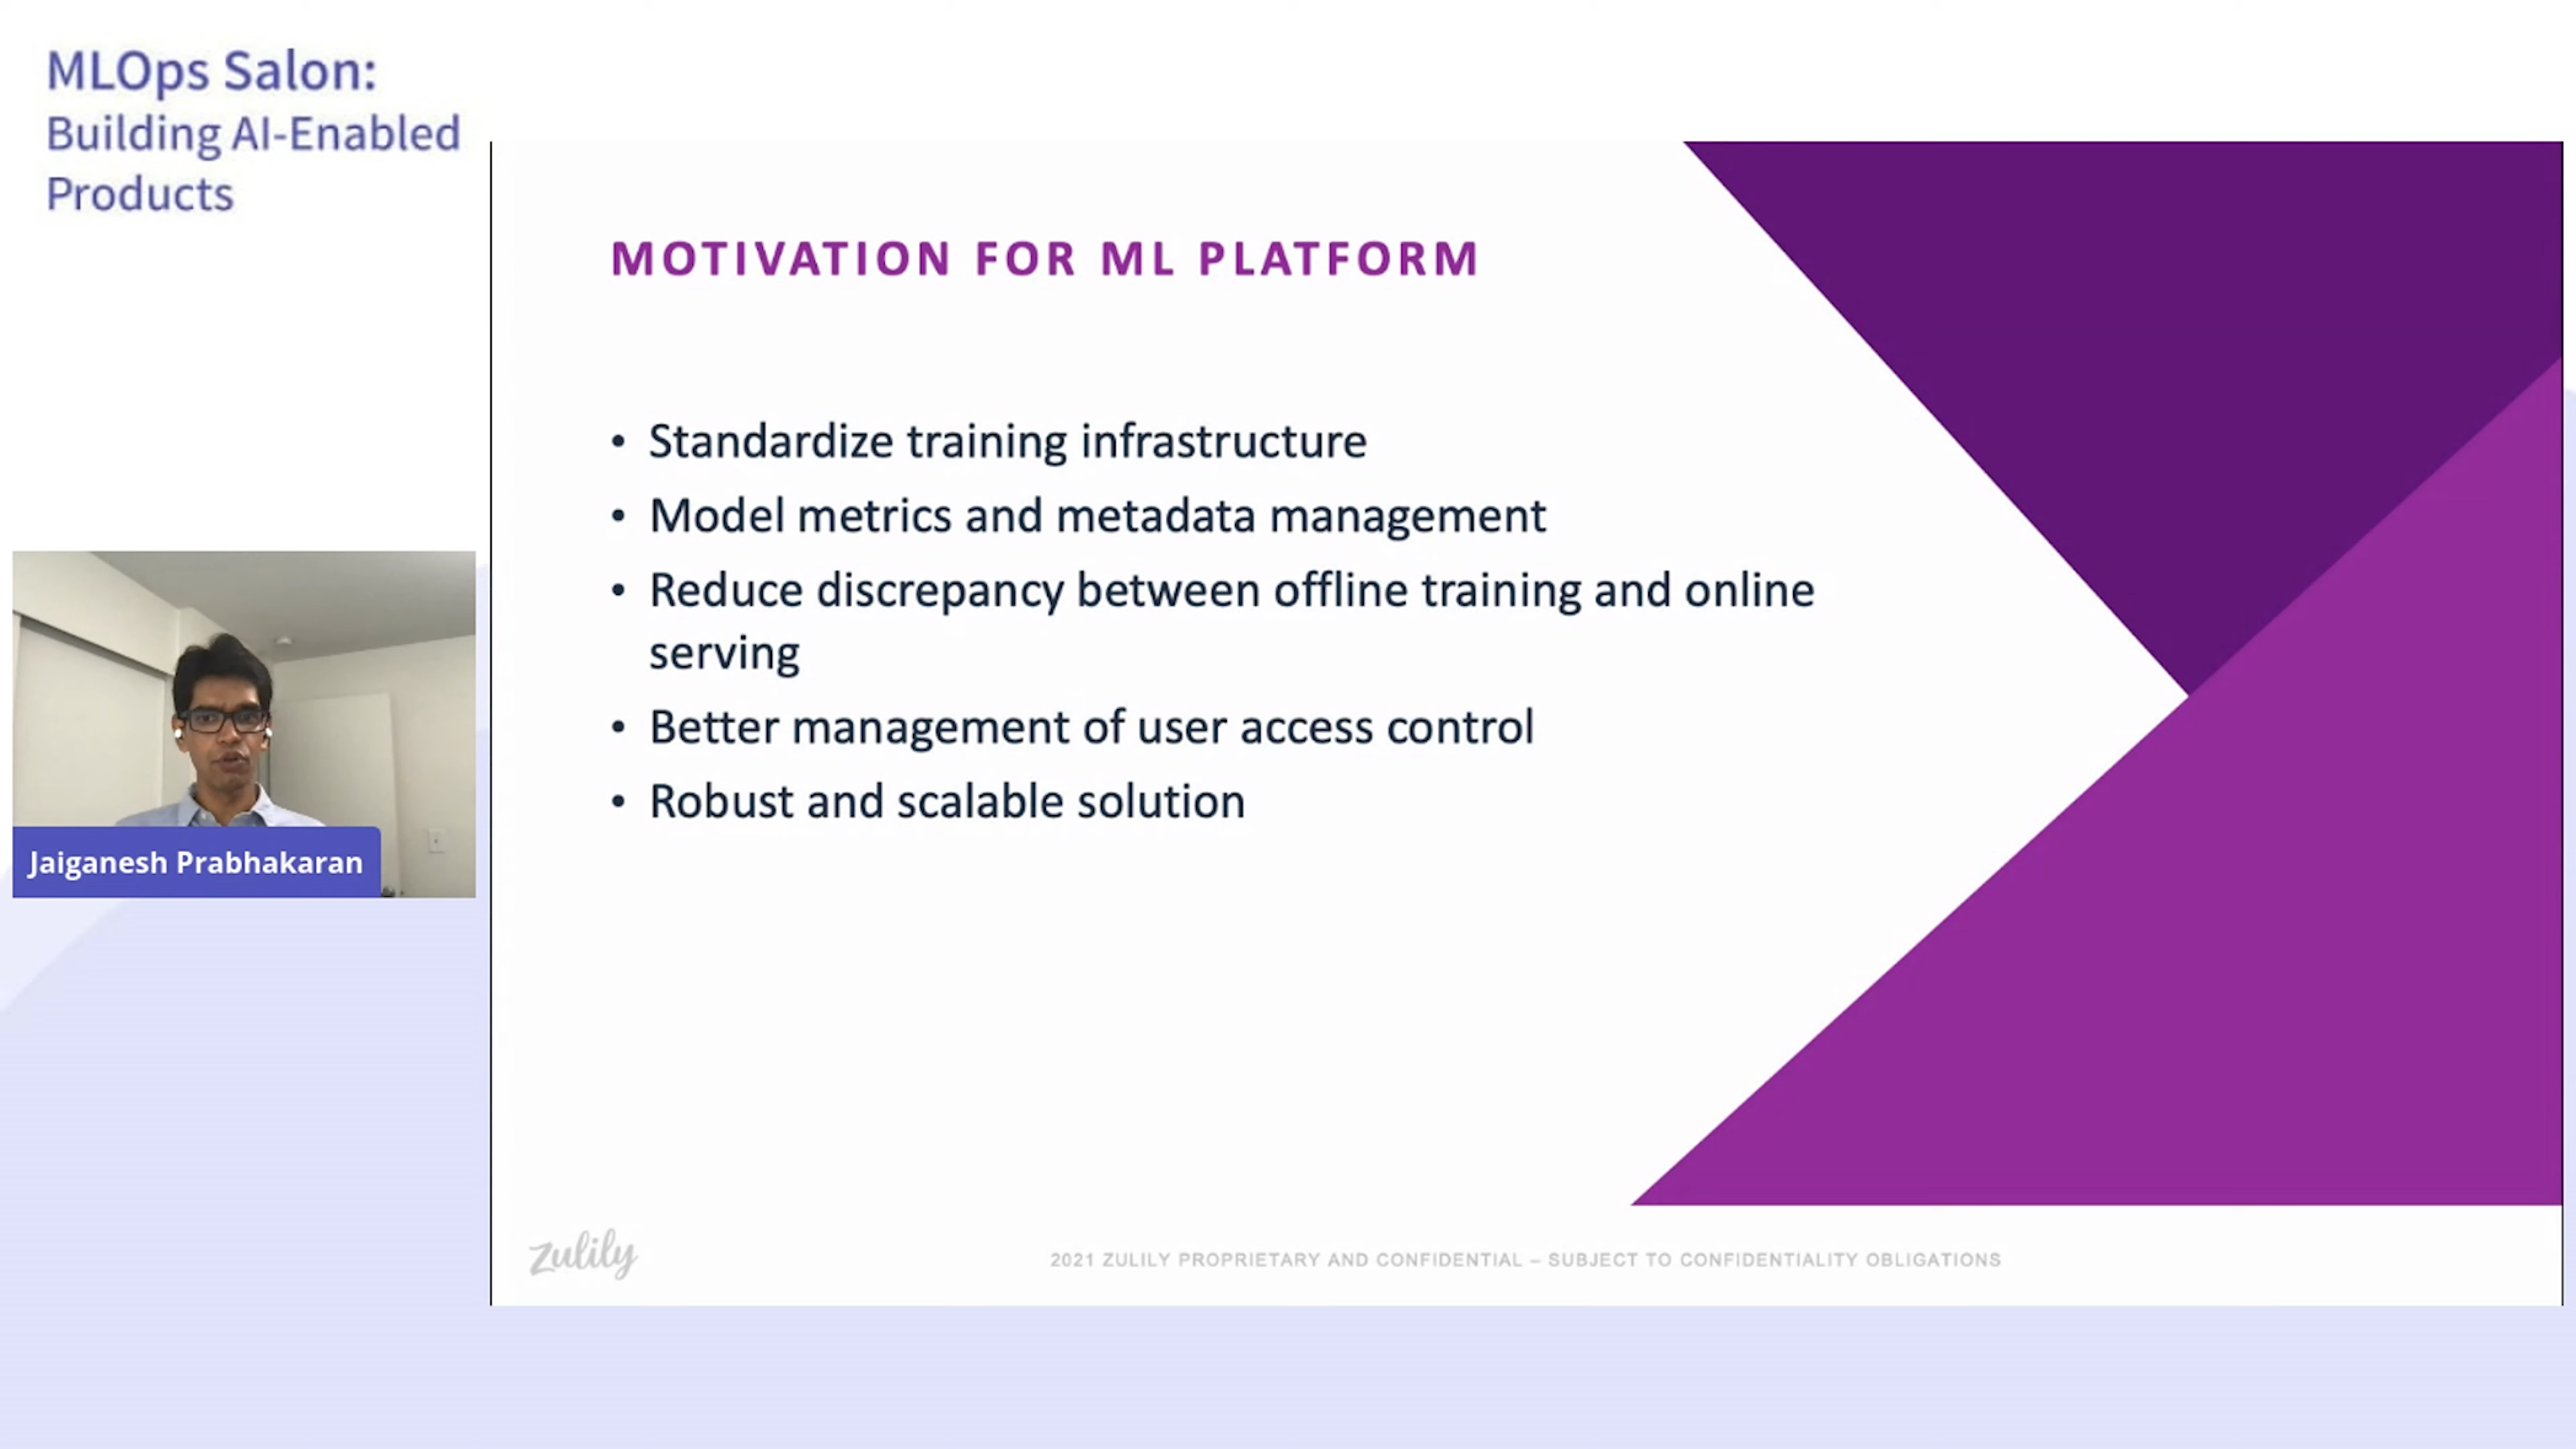 MLOps Salon:
Building AI-Enabled
Products
MOTIVATION FOR ML PLATFORM
• Standardize training infrastructure
• Model metrics and metadata management
• Reduce discrepancy between offline training and online
serving
• Better management of user access control
• Robust and scalable solution
Jaiganesh Prabhakaran
zulily
2021 ZULILY PROPRIETARY AND CONFIDENTIAL – SUBJECT TO CONFIDENTIALITY OBLIGATIONS